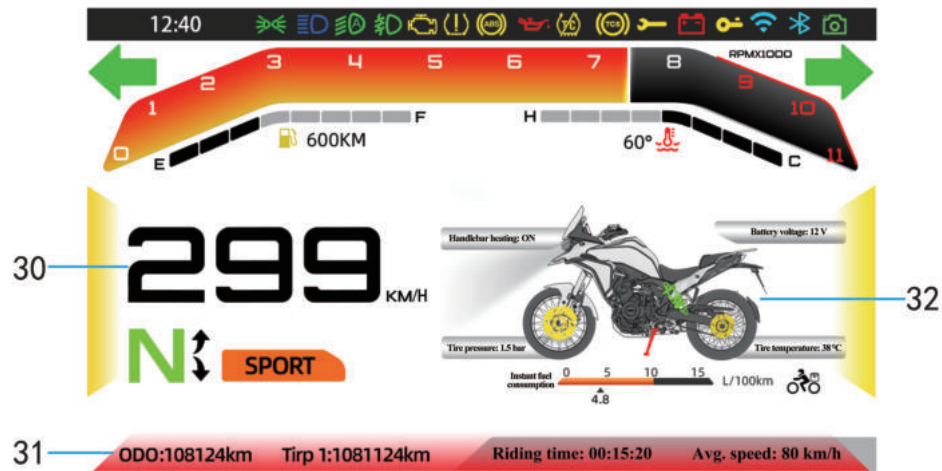 12:40 A ABS T/C TCS
RPMX1000
0 1 2 3 4 5 6 7 8 9 10 11
E F H C
600KM 60°
Handlebar heating: ON Battery voltage: 12 V
30 299 KM/H 32
Tire pressure: 1.5 bar Tire temperature: 38 °C
N SPORT
Instant fuel consumption 0 5 10 15 L/100km
4.8
31 ODO:108124km Tirp 1:1081124km Riding time: 00:15:20 Avg. speed: 80 km/h